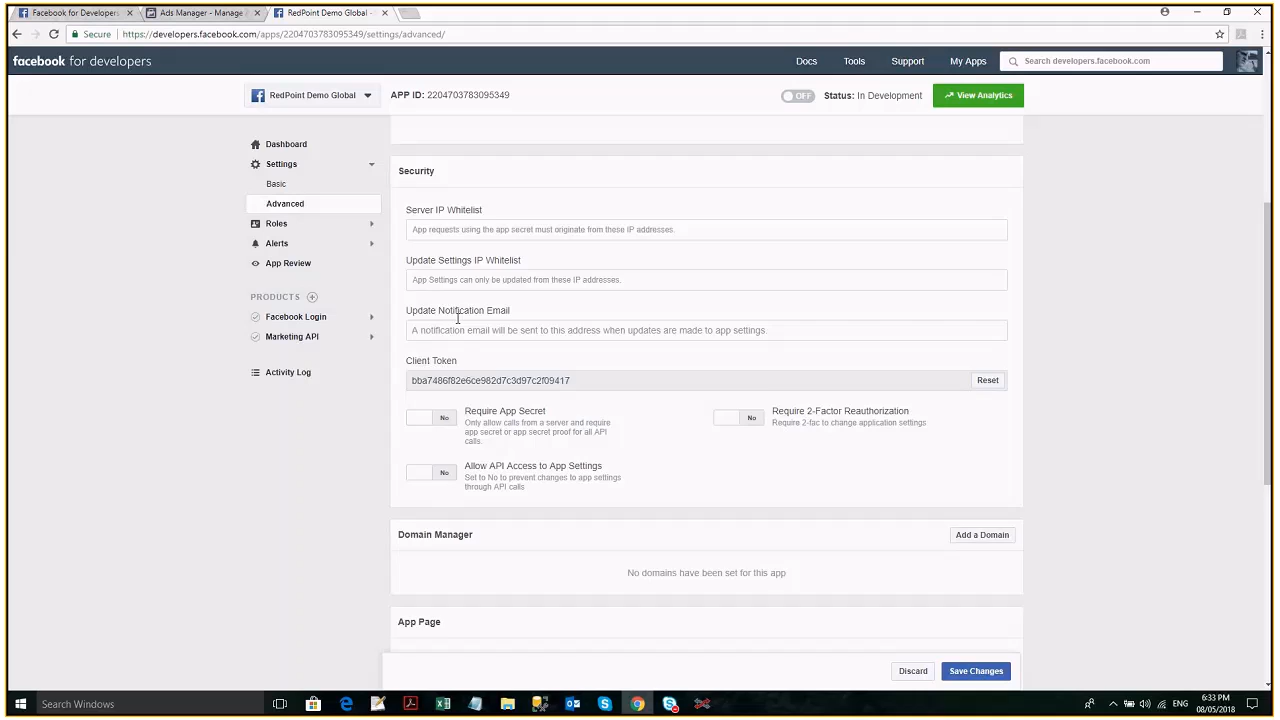 Facebook for Developers
Ads Manager - Manage
RedPoint Demo Global -
Secure
https://developers.facebook.com/apps/2204703783095349/settings/advanced/
facebook for developers
Docs
Tools
Support
My Apps
Search developers.facebook.com
RedPoint Demo Global
APP ID: 2204703783095349
OFF
Status: In Development
View Analytics
Dashboard
Settings
Basic
Advanced
Roles
Alerts
App Review
PRODUCTS
Facebook Login
Marketing API
Activity Log
Security
Server IP Whitelist
App requests using the app secret must originate from these IP addresses.
Update Settings IP Whitelist
App Settings can only be updated from these IP addresses.
Update Notification Email
A notification email will be sent to this address when updates are made to app settings.
Client Token
bba7486f82e6ce982d7c3d97c2f09417
Reset
No
Require App Secret
Only allow calls from a server and require
app secret or app secret proof for all API
calls.
No
Require 2-Factor Reauthorization
Require 2-fac to change application settings
No
Allow API Access to App Settings
Set to No to prevent changes to app settings
through API calls
Domain Manager
Add a Domain
No domains have been set for this app
App Page
Discard
Save Changes
Search Windows
ENG
6:33 PM
08/05/2018